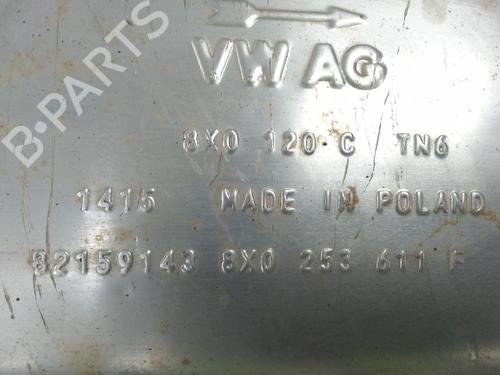 VW AG
8X0 120 C TN6
1415 MADE IN POLAND
82159143 8X0 253 611
B-PARTS